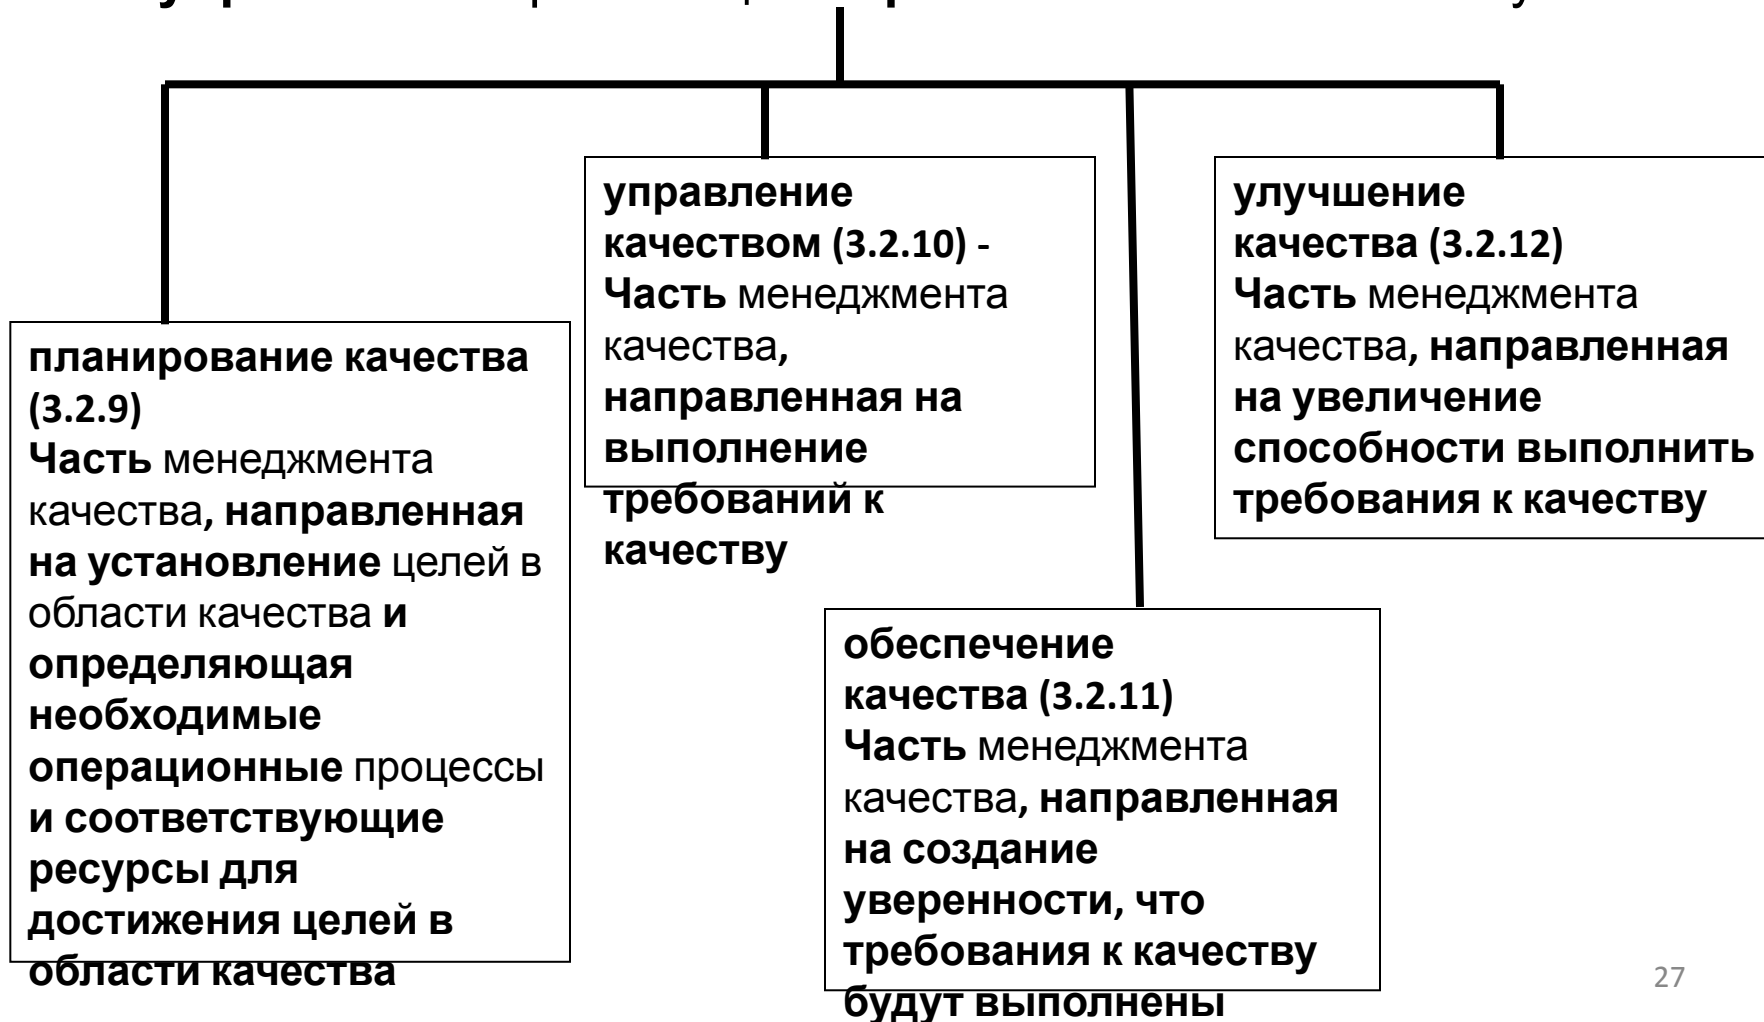 планирование качества
(3.2.9)
Часть менеджмента
качества, направленная
на установление целей в
области качества и
определяющая
необходимые
операционные процессы
и соответствующие
ресурсы для
достижения целей в
области качества
управление
качеством (3.2.10) -
Часть менеджмента
качества,
направленная на
выполнение
требований к
качеству
обеспечение
качества (3.2.11)
Часть менеджмента
качества, направленная
на создание
уверенности, что
требования к качеству
будут выполнены
улучшение
качества (3.2.12)
Часть менеджмента
качества, направленная
на увеличение
способности выполнить
требования к качеству
27